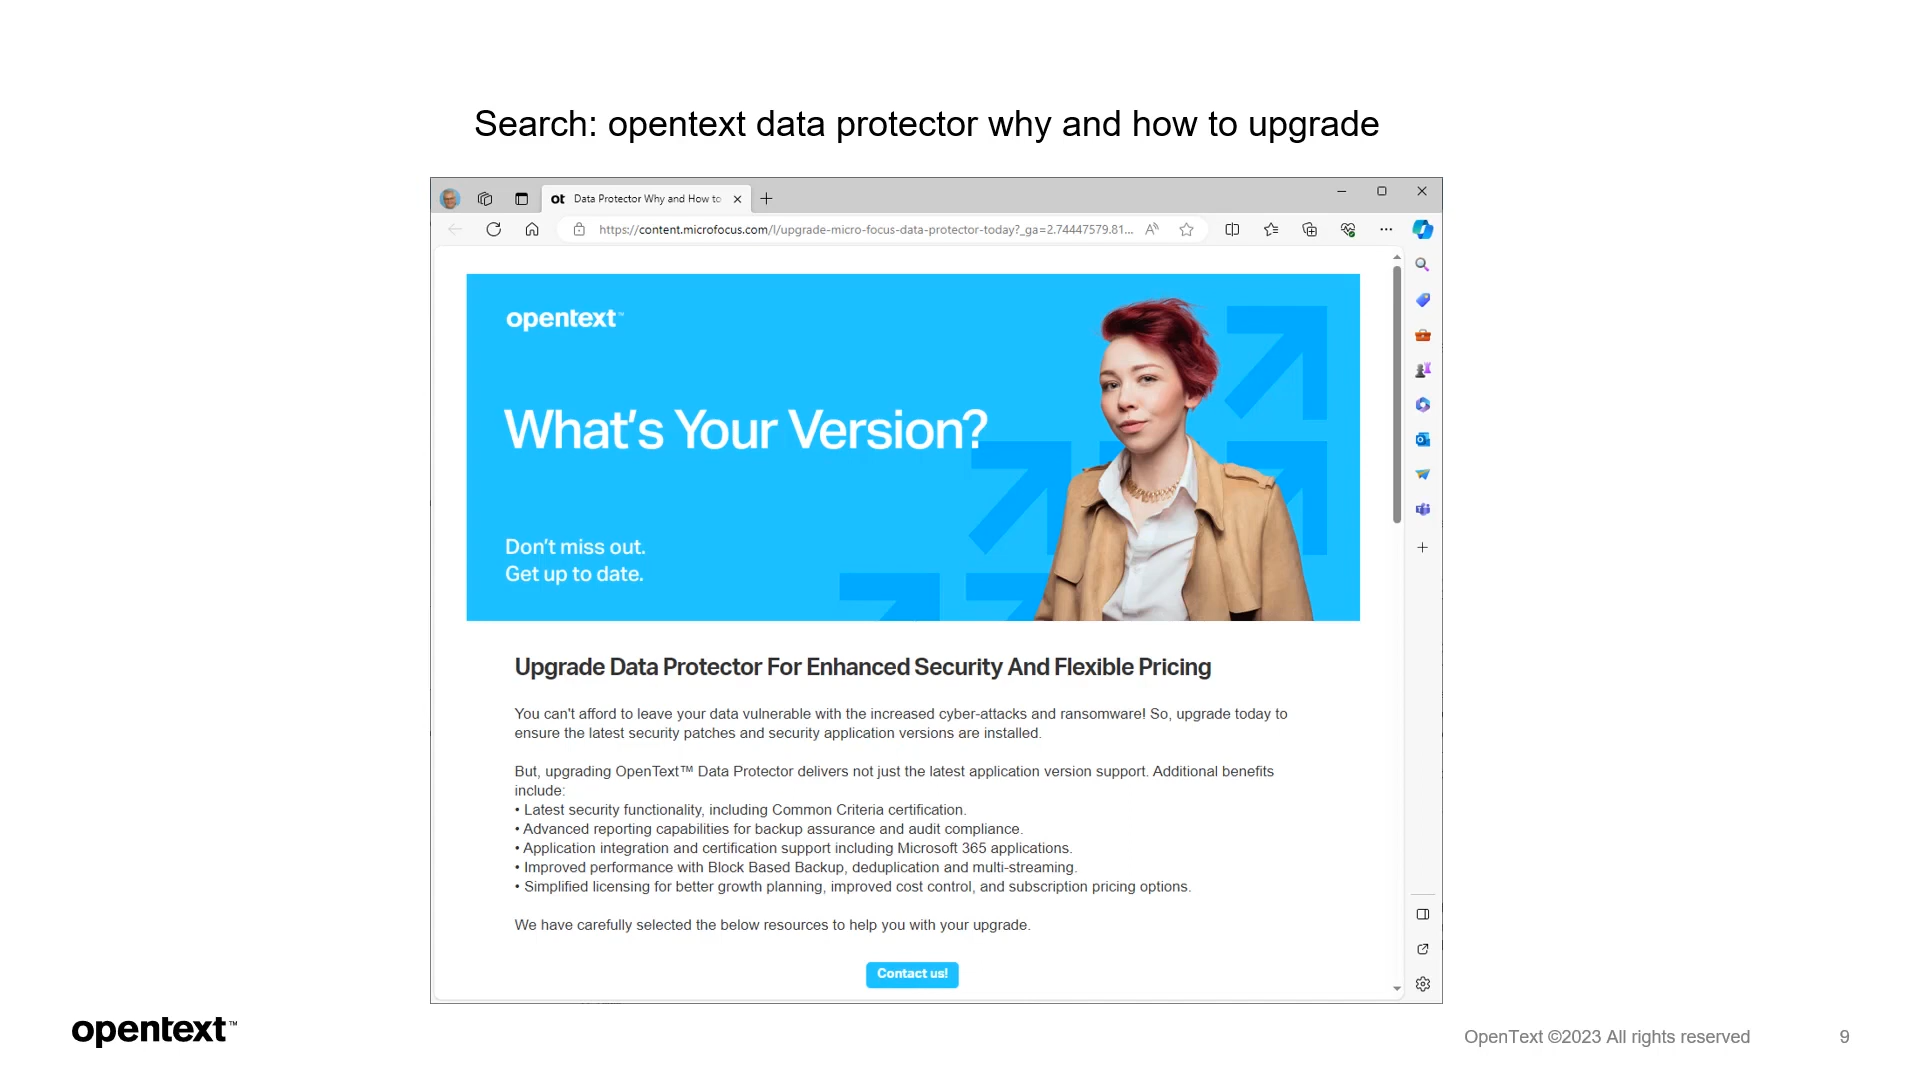 Search: opentext data protector why and how to upgrade
ot Data Protector Why and How to
https://content.microfocus.com/l/upgrade-micro-focus-data-protector-today?_ga=2.74447579.81...
opentext™
What's Your Version?
Don't miss out.
Get up to date.
Upgrade Data Protector For Enhanced Security And Flexible Pricing
You can't afford to leave your data vulnerable with the increased cyber-attacks and ransomware! So, upgrade today to
ensure the latest security patches and security application versions are installed.
But, upgrading OpenText™ Data Protector delivers not just the latest application version support. Additional benefits
include:
• Latest security functionality, including Common Criteria certification.
• Advanced reporting capabilities for backup assurance and audit compliance.
• Application integration and certification support including Microsoft 365 applications.
• Improved performance with Block Based Backup, deduplication and multi-streaming.
• Simplified licensing for better growth planning, improved cost control, and subscription pricing options.
We have carefully selected the below resources to help you with your upgrade.
Contact us!
opentext™
OpenText ©2023 All rights reserved
9